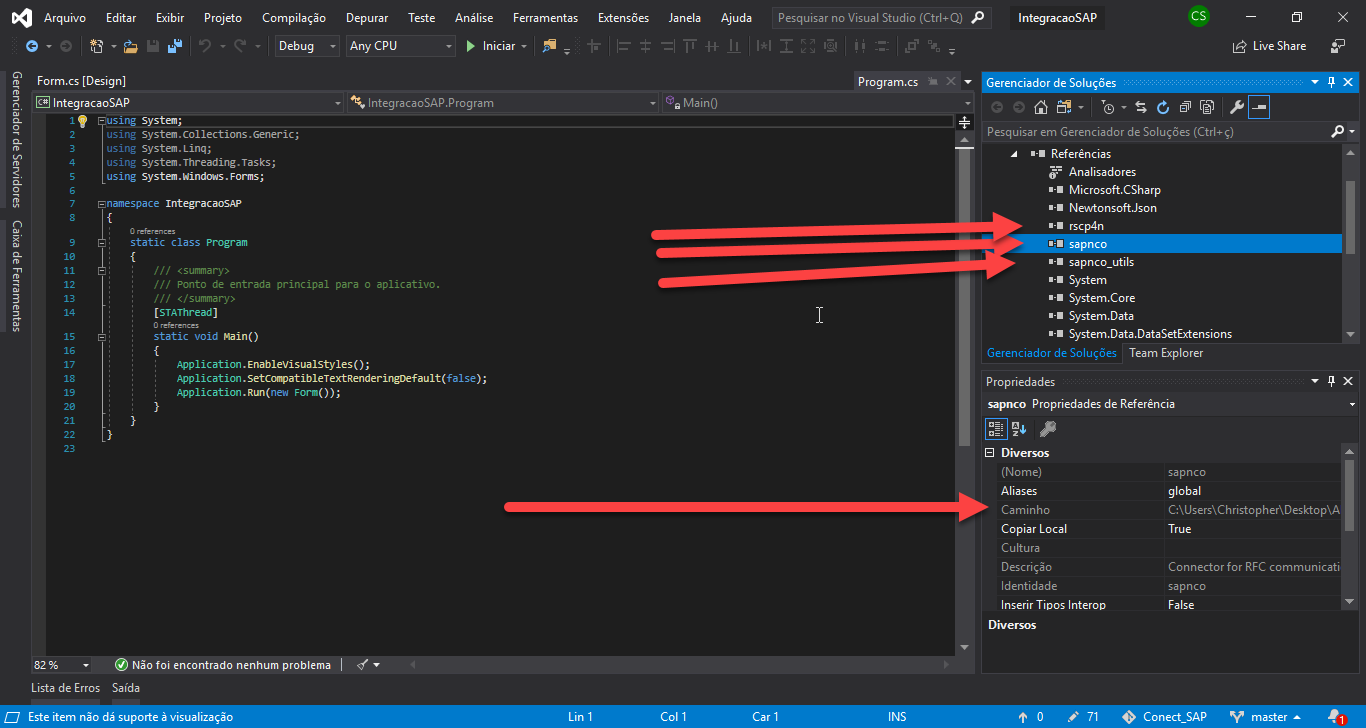 Arquivo Editar Exibir Projeto Compilação Depurar Teste Análise Ferramentas Extensões Janela Ajuda Pesquisar no Visual Studio (Ctrl+Q) IntegracaoSAP CS
Debug Any CPU Iniciar Live Share
Gerenciador de Servidores
Caixa de Ferramentas
Form.cs [Design] Program.cs
IntegracaoSAP IntegracaoSAP.Program Main()
1 using System;
2 using System.Collections.Generic;
3 using System.Linq;
4 using System.Threading.Tasks;
5 using System.Windows.Forms;
6
7 namespace IntegracaoSAP
8 {
0 references
9 static class Program
10 {
11 /// <summary>
12 /// Ponto de entrada principal para o aplicativo.
13 /// </summary>
14 [STAThread]
0 references
15 static void Main()
16 {
17 Application.EnableVisualStyles();
18 Application.SetCompatibleTextRenderingDefault(false);
19 Application.Run(new Form());
20 }
21 }
22 }
23
82 % Não foi encontrado nenhum problema
Gerenciador de Soluções
Pesquisar em Gerenciador de Soluções (Ctrl+ç)
Referências
Analisadores
Microsoft.CSharp
Newtonsoft.Json
rscp4n
sapnco
sapnco_utils
System
System.Core
System.Data
System.Data.DataSetExtensions
Gerenciador de Soluções Team Explorer
Propriedades
sapnco Propriedades de Referência
Diversos
(Nome) sapnco
Aliases global
Caminho C:\Users\Christopher\Desktop\A
Copiar Local True
Cultura
Descrição Connector for RFC communicati
Identidade sapnco
Inserir Tipos Interop False
Diversos
Lista de Erros Saída
Este item não dá suporte à visualização Lin 1 Col 1 Car 1 INS 0 71 Conect_SAP master 1